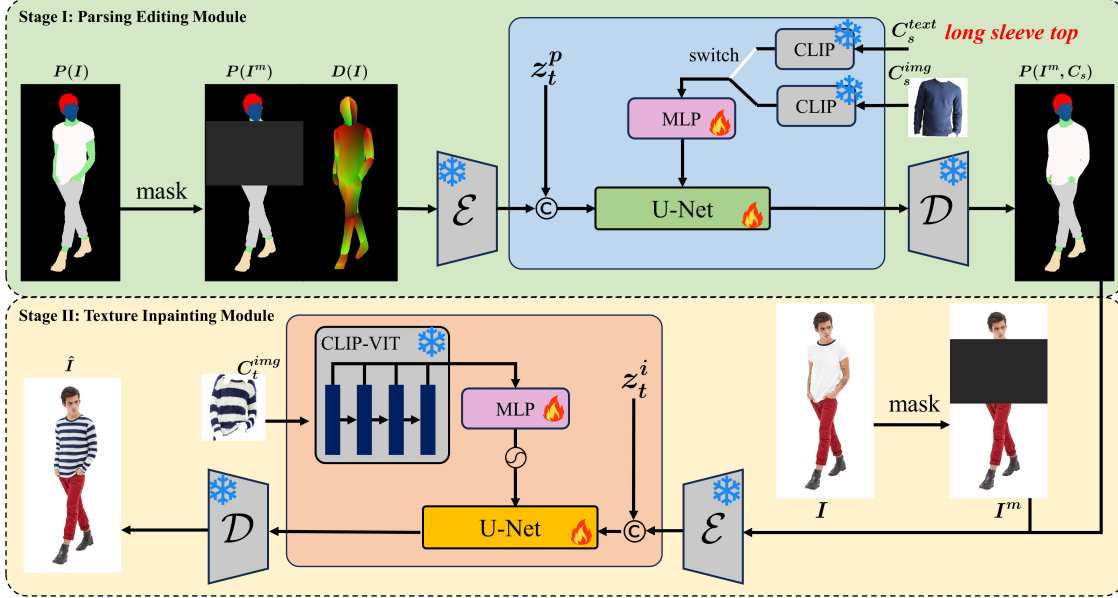 Stage I: Parsing Editing Module
P(I)
mask
P(I^m)
D(I)
ℰ
z_t^p
©
switch
CLIP
C_s^{text}
long sleeve top
CLIP
C_s^{img}
MLP
U-Net
𝒟
P(I^m, C_s)
Stage II: Texture Inpainting Module
Î
C_t^{img}
CLIP-VIT
MLP
z_t^i
U-Net
©
𝒟
ℰ
I
mask
I^m